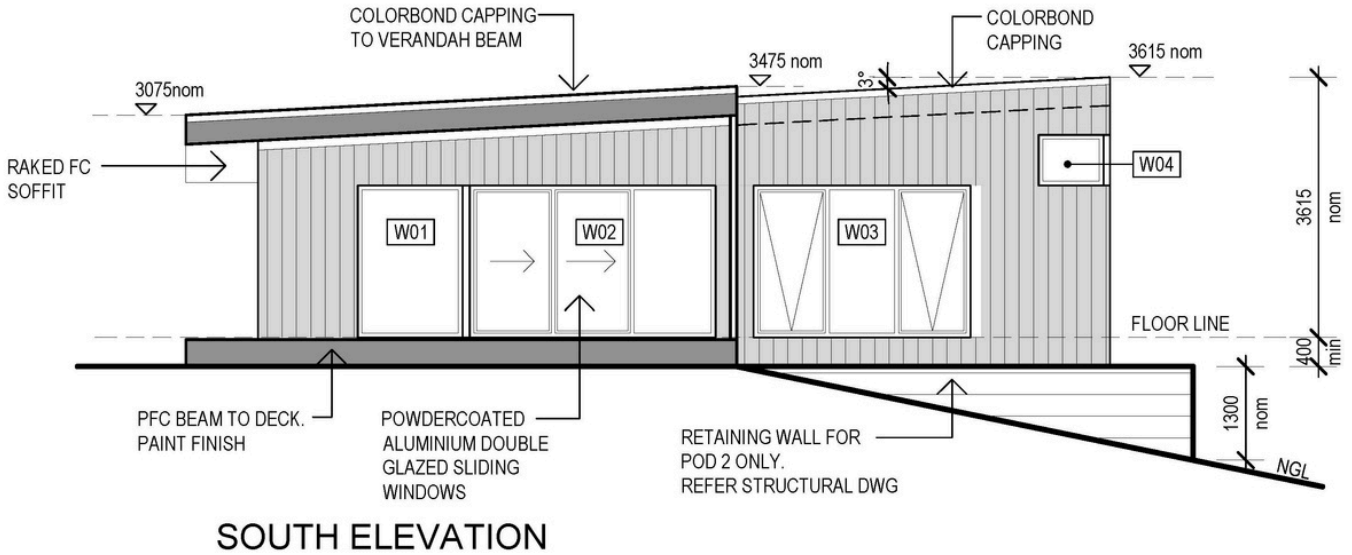 COLORBOND CAPPING
TO VERANDAH BEAM
COLORBOND
CAPPING
3075nom
3475 nom
3°
3615 nom
RAKED FC
SOFFIT
W04
W01
W02
W03
3615
nom
FLOOR LINE
400
min
PFC BEAM TO DECK.
PAINT FINISH
POWDERCOATED
ALUMINIUM DOUBLE
GLAZED SLIDING
WINDOWS
RETAINING WALL FOR
POD 2 ONLY.
REFER STRUCTURAL DWG
1300
nom
NGL
SOUTH ELEVATION